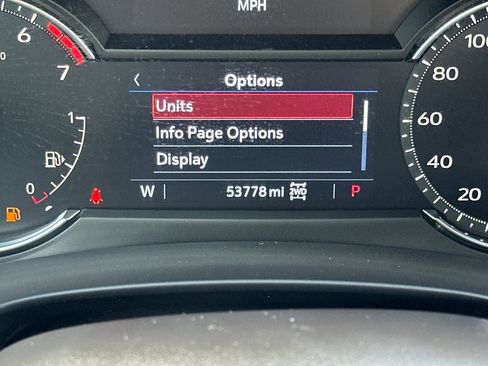 MPH
6
7
100
80
60
40
20
1
0
Options
Units
Info Page Options
Display
W
53778 mi
2WD
P